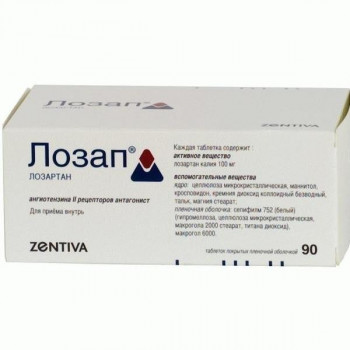 ZENTIVA
Лозап®
ЛОЗАРТАН
ангиотензина II рецепторов антагонист
Для приёма внутрь
ZENTIVA
Каждая таблетка содержит :
активное вещество
лозартан калия 100 мг
вспомогательные вещества
ядро: целлюлоза микрокристаллическая, маннитол,
кросповидон, кремния диоксид коллоидный безводный,
тальк, магния стеарат,
пленочная оболочка: сепифилм 752 (белый)
(гипромеллоза, целлюлоза микрокристаллическая,
макрогола 2000 стеарат, титана диоксид),
макрогол 6000.
таблетки покрытые пленочной оболочкой 90